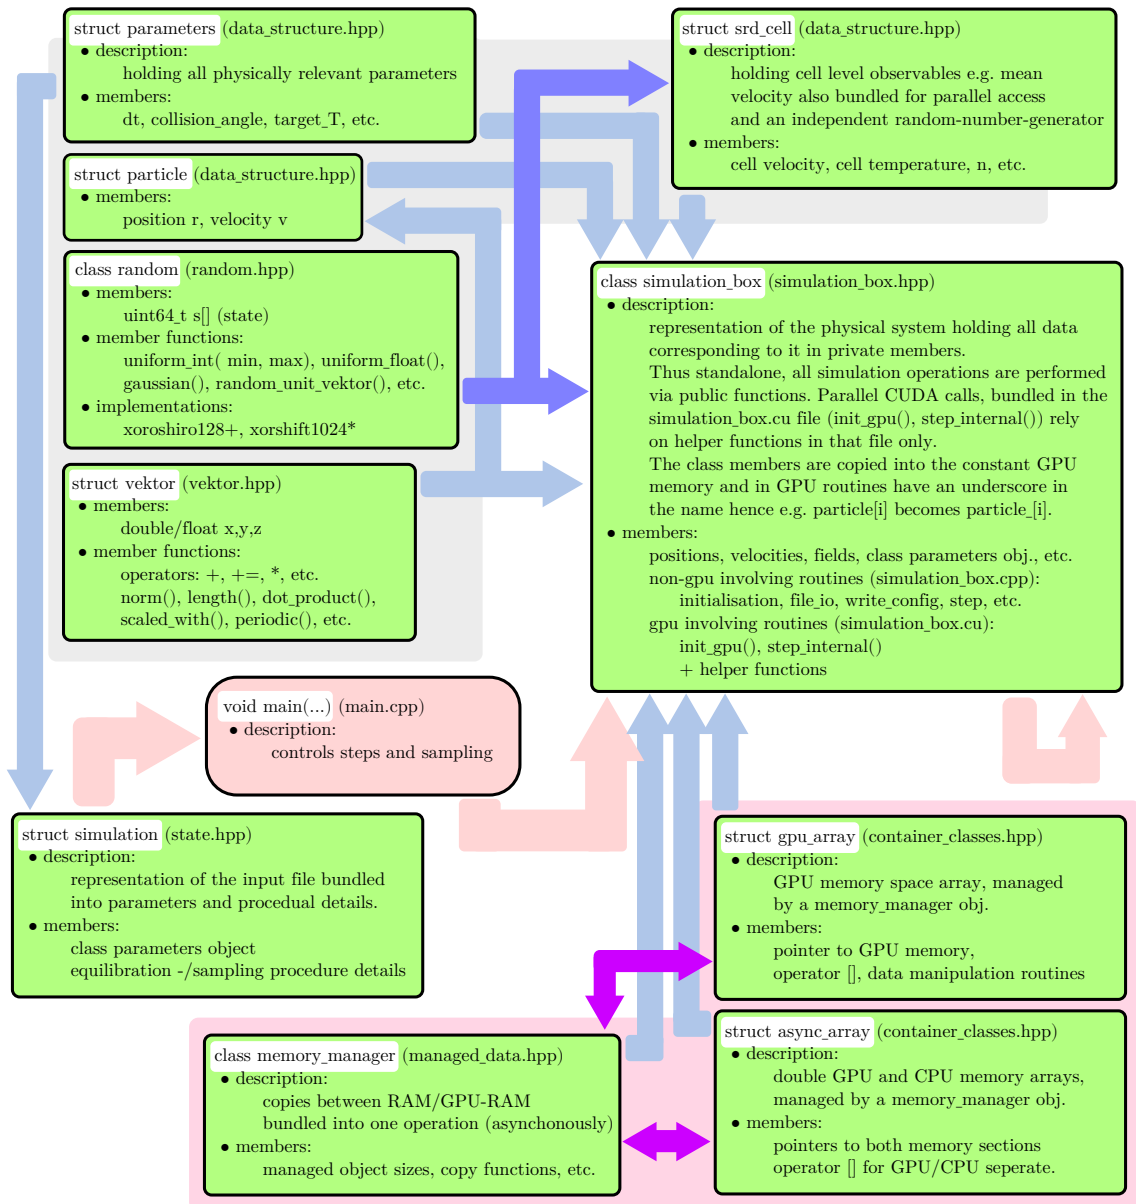 struct parameters (data_structure.hpp)
• description:
holding all physically relevant parameters
• members:
dt, collision_angle, target_T, etc.
struct srd_cell (data_structure.hpp)
• description:
holding cell level observables e.g. mean
velocity also bundled for parallel access
and an independent random-number-generator
• members:
cell velocity, cell temperature, n, etc.
struct particle (data_structure.hpp)
• members:
position r, velocity v
class random (random.hpp)
• members:
uint64_t s[] (state)
• member functions:
uniform_int( min, max), uniform_float(),
gaussian(), random_unit_vektor(), etc.
• implementations:
xoroshiro128+, xorshift1024*
struct vektor (vektor.hpp)
• members:
double/float x,y,z
• member functions:
operators: +, +=, *, etc.
norm(), length(), dot_product(),
scaled_with(), periodic(), etc.
class simulation_box (simulation_box.hpp)
• description:
representation of the physical system holding all data
corresponding to it in private members.
Thus standalone, all simulation operations are performed
via public functions. Parallel CUDA calls, bundled in the
simulation_box.cu file (init_gpu(), step_internal()) rely
on helper functions in that file only.
The class members are copied into the constant GPU
memory and in GPU routines have an underscore in
the name hence e.g. particle[i] becomes particle_[i].
• members:
positions, velocities, fields, class parameters obj., etc.
non-gpu involving routines (simulation_box.cpp):
initialisation, file_io, write_config, step, etc.
gpu involving routines (simulation_box.cu):
init_gpu(), step_internal()
+ helper functions
void main(...) (main.cpp)
• description:
controls steps and sampling
struct simulation (state.hpp)
• description:
representation of the input file bundled
into parameters and procedual details.
• members:
class parameters object
equilibration -/sampling procedure details
struct gpu_array (container_classes.hpp)
• description:
GPU memory space array, managed
by a memory_manager obj.
• members:
pointer to GPU memory,
operator [], data manipulation routines
class memory_manager (managed_data.hpp)
• description:
copies between RAM/GPU-RAM
bundled into one operation (asynchonously)
• members:
managed object sizes, copy functions, etc.
struct async_array (container_classes.hpp)
• description:
double GPU and CPU memory arrays,
managed by a memory_manager obj.
• members:
pointers to both memory sections
operator [] for GPU/CPU seperate.